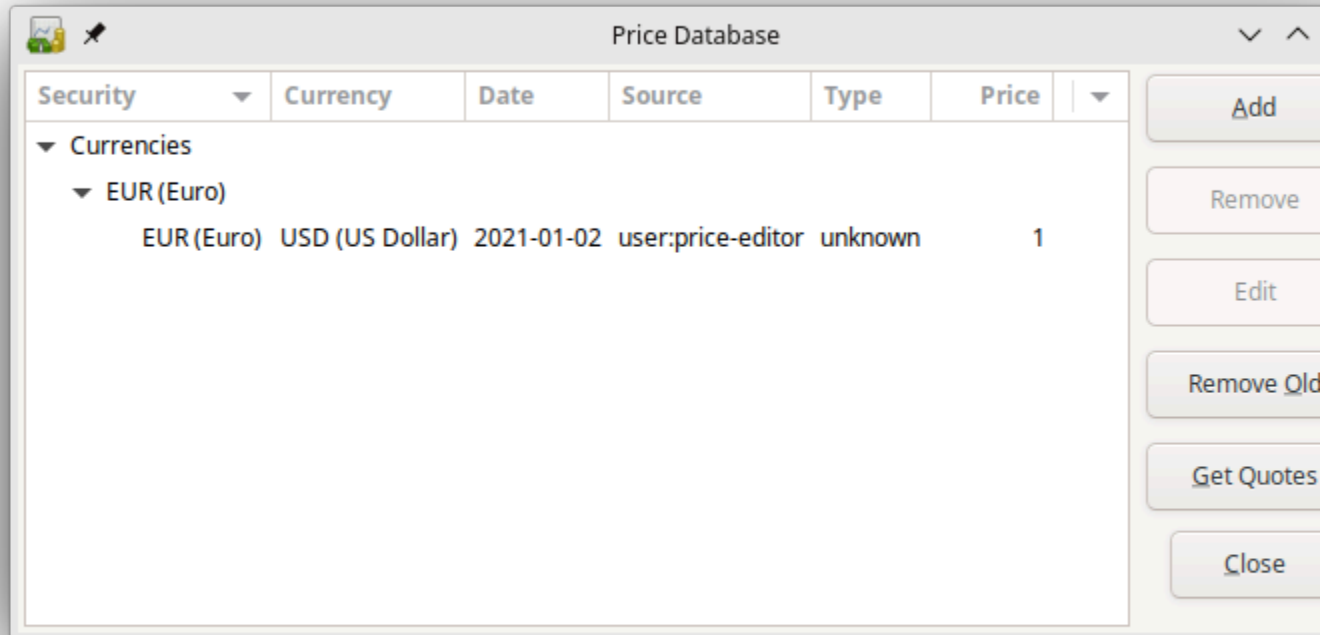 Price Database
Security Currency Date Source Type Price
Currencies
EUR (Euro)
EUR (Euro) USD (US Dollar) 2021-01-02 user:price-editor unknown 1
Add
Remove
Edit
Remove Old
Get Quotes
Close